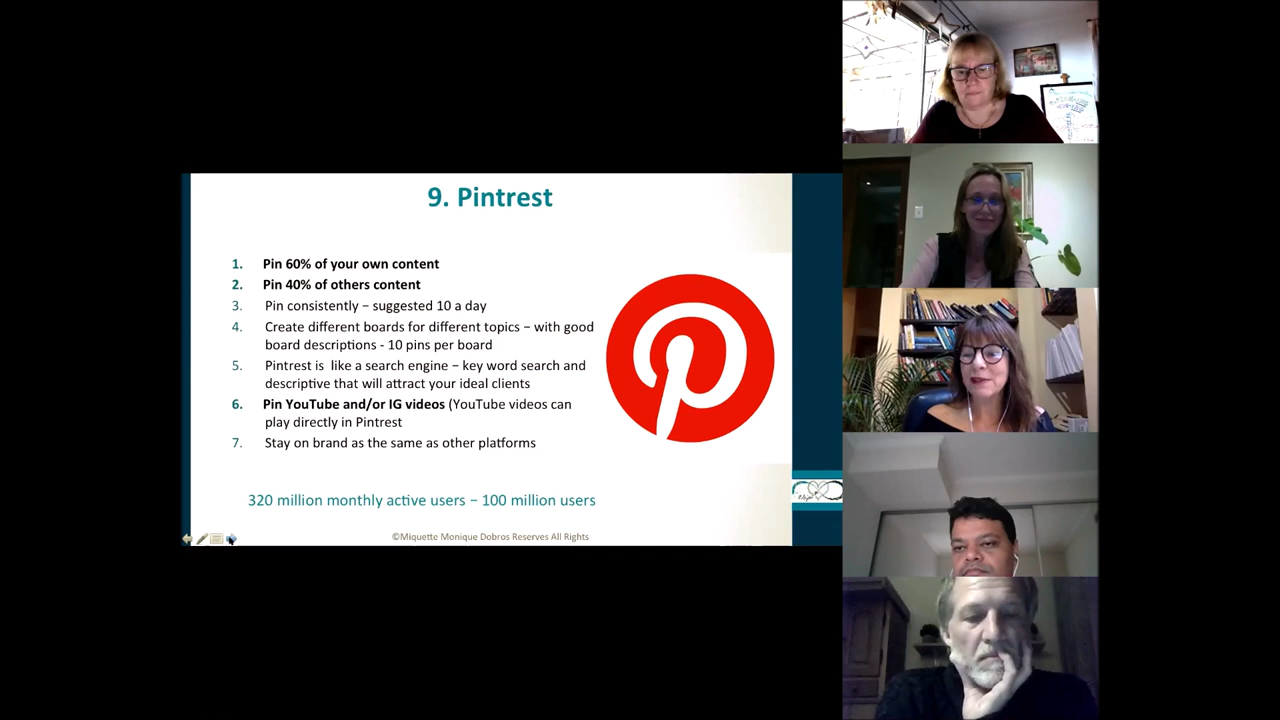 9. Pintrest
1. Pin 60% of your own content
2. Pin 40% of others content
3. Pin consistently – suggested 10 a day
4. Create different boards for different topics – with good
board descriptions - 10 pins per board
5. Pintrest is like a search engine – key word search and
descriptive that will attract your ideal clients
6. Pin YouTube and/or IG videos (YouTube videos can
play directly in Pintrest
7. Stay on brand as the same as other platforms
320 million monthly active users – 100 million users
©Miquette Monique Dobros Reserves All Rights